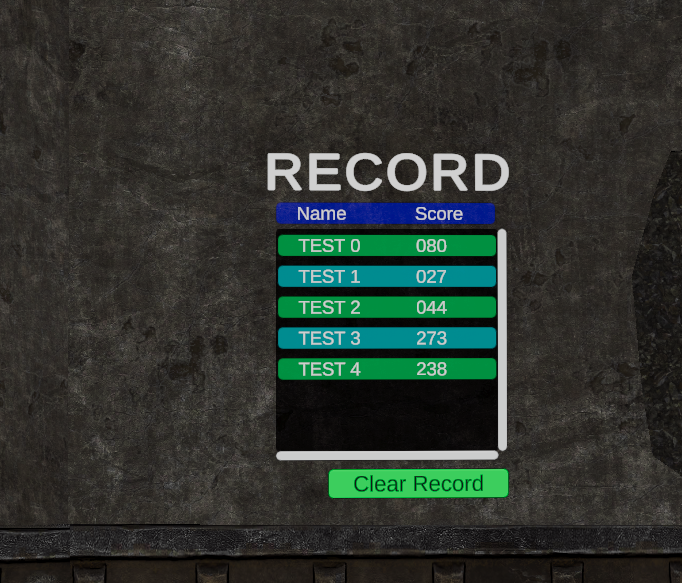 RECORD
Name Score
TEST 0 080
TEST 1 027
TEST 2 044
TEST 3 273
TEST 4 238
Clear Record